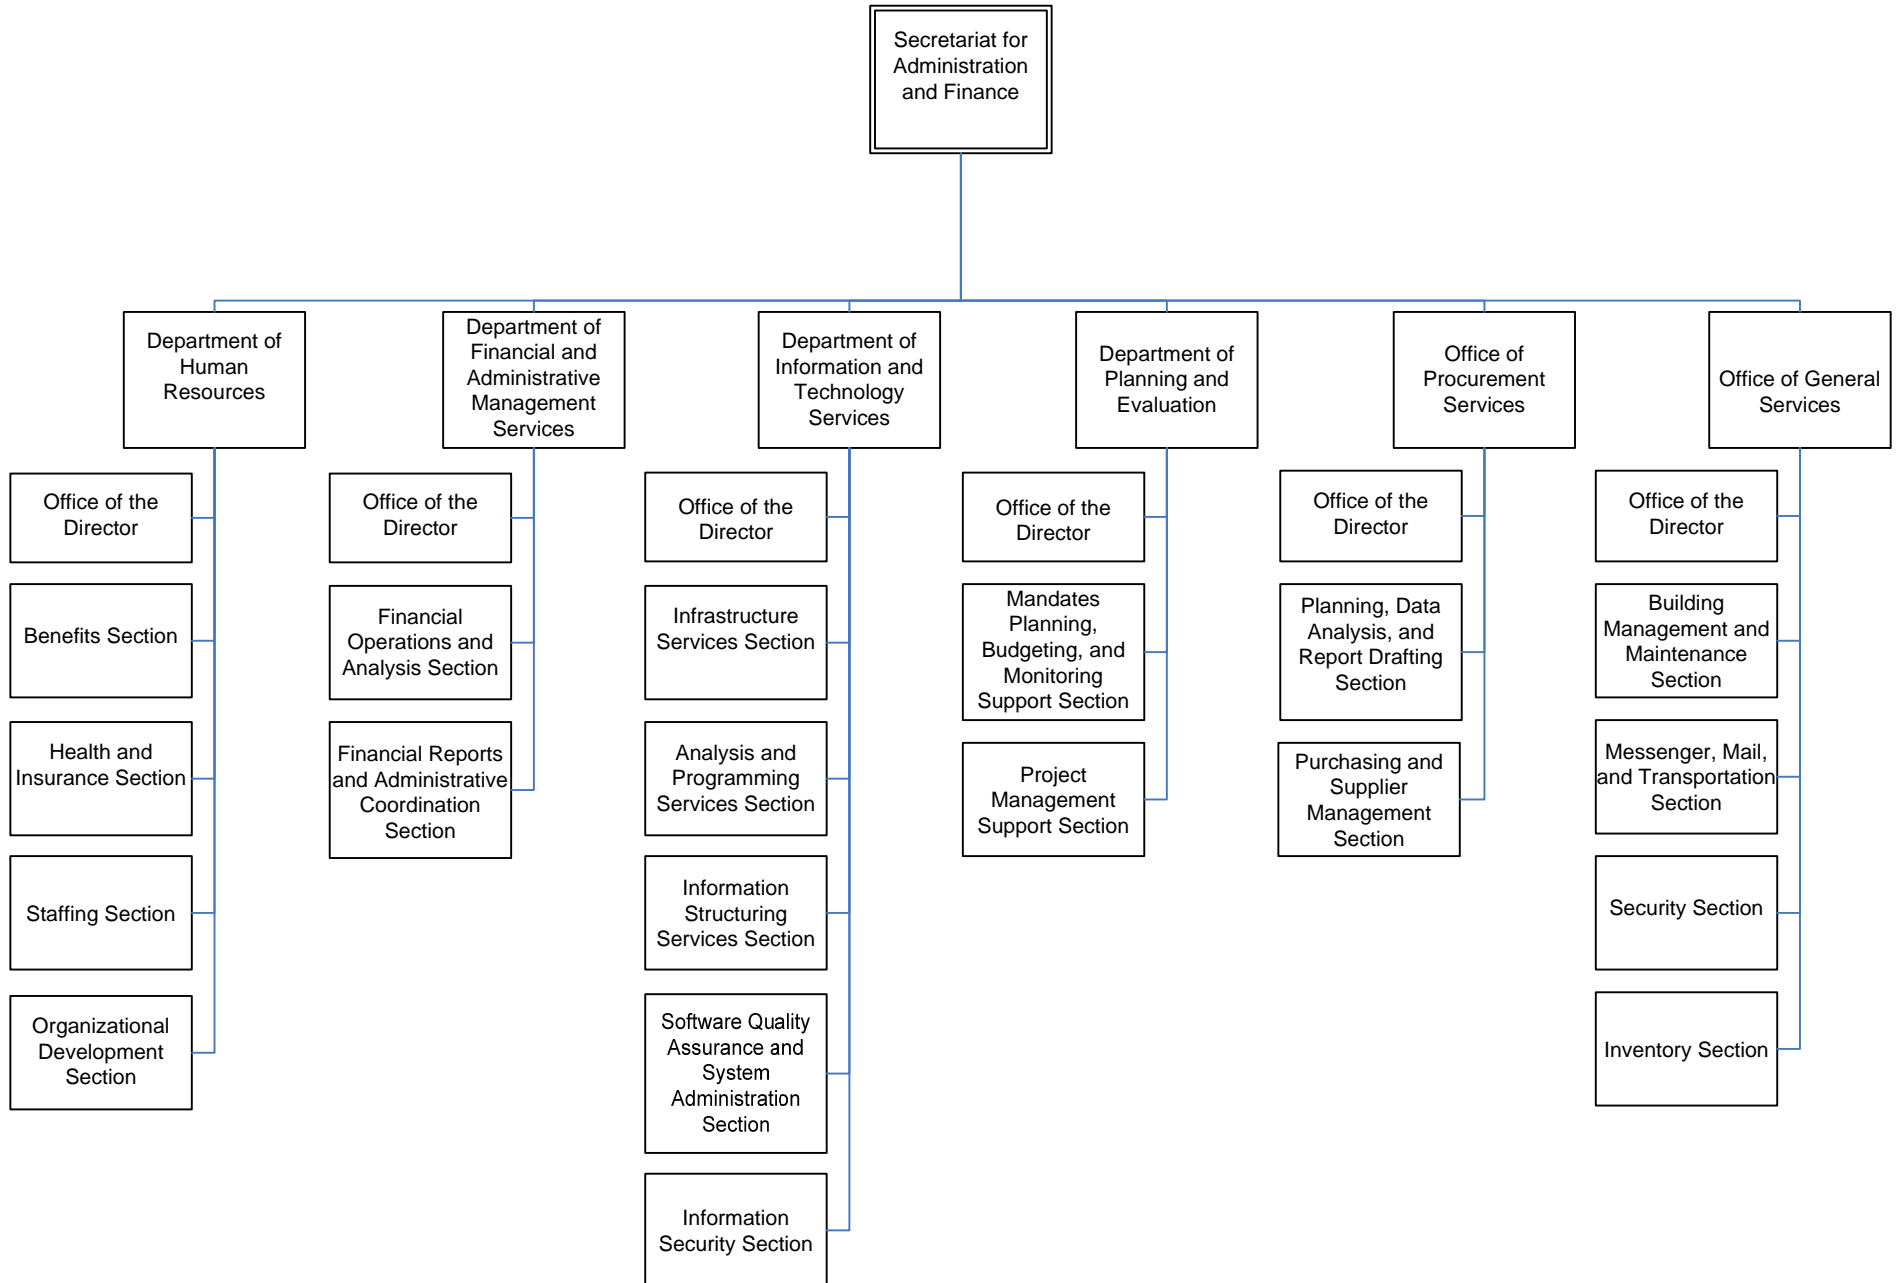 Secretariat for
Administration
and Finance
Department of
Human
Resources
Department of
Financial and
Administrative
Management
Services
Department of
Information and
Technology
Services
Department of
Planning and
Evaluation
Office of
Procurement
Services
Office of General
Services
Office of the
Director
Benefits Section
Health and
Insurance Section
Staffing Section
Organizational
Development
Section
Office of the
Director
Financial
Operations and
Analysis Section
Financial Reports
and Administrative
Coordination
Section
Office of the
Director
Infrastructure
Services Section
Analysis and
Programming
Services Section
Information
Structuring
Services Section
Software Quality
Assurance and
System
Administration
Section
Information
Security Section
Office of the
Director
Mandates
Planning,
Budgeting, and
Monitoring
Support Section
Project
Management
Support Section
Office of the
Director
Planning, Data
Analysis, and
Report Drafting
Section
Purchasing and
Supplier
Management
Section
Office of the
Director
Building
Management and
Maintenance
Section
Messenger, Mail,
and Transportation
Section
Security Section
Inventory Section